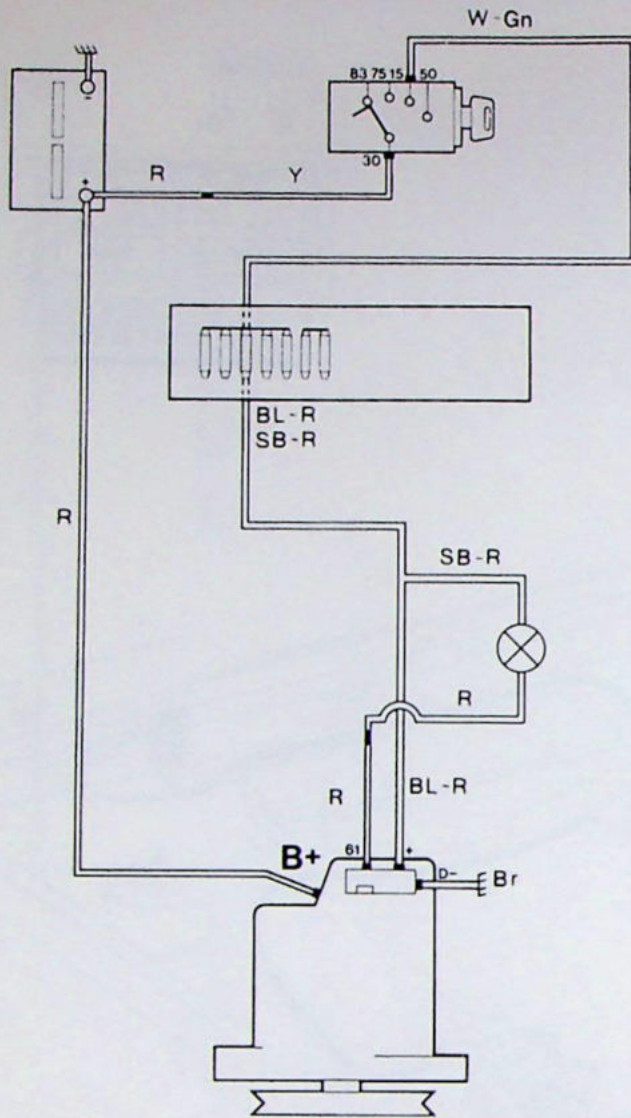 W-Gn
83 75 15 50
30
-
+
R Y
BL-R
SB-R
R
SB-R
R
R
BL-R
61 +
B+
D-
Br